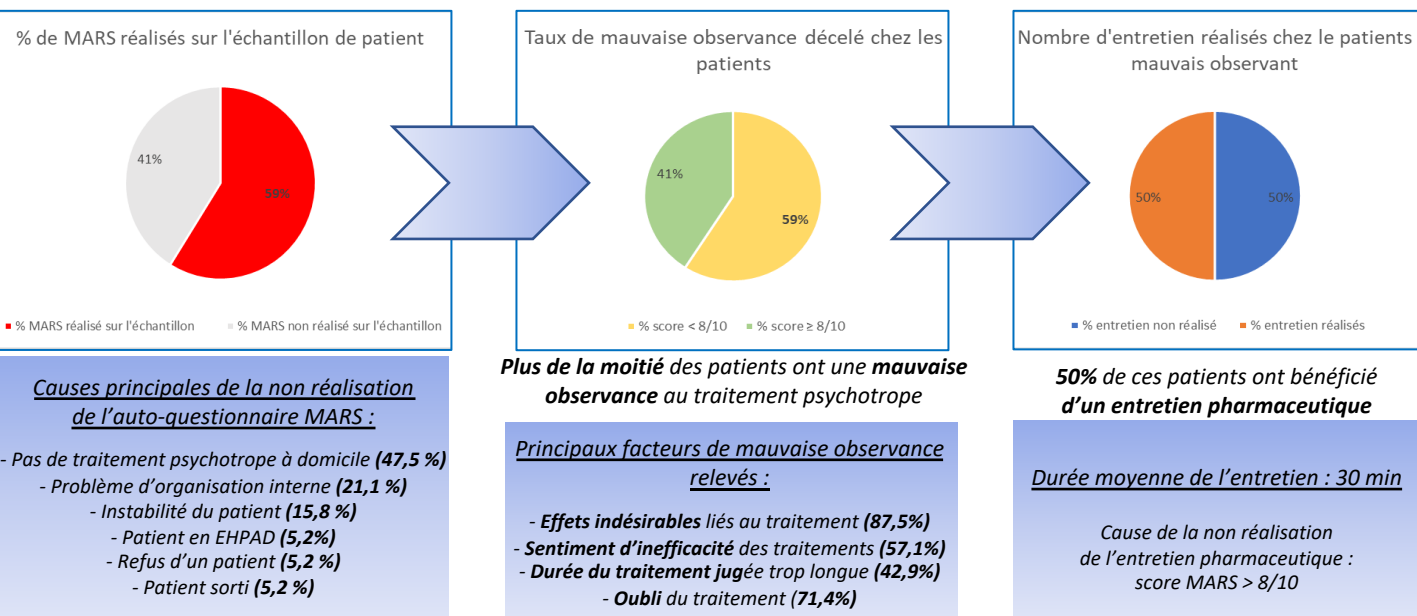 % de MARS réalisés sur l'échantillon de patient
41%
59%
% MARS réalisé sur l'échantillon
% MARS non réalisé sur l'échantillon
Causes principales de la non réalisation
de l’auto-questionnaire MARS :
- Pas de traitement psychotrope à domicile (47,5 %)
- Problème d’organisation interne (21,1 %)
- Instabilité du patient (15,8 %)
- Patient en EHPAD (5,2%)
- Refus d’un patient (5,2 %)
- Patient sorti (5,2 %)
Taux de mauvaise observance décelé chez les
patients
41%
59%
% score < 8/10
% score ≥ 8/10
Plus de la moitié des patients ont une mauvaise
observance au traitement psychotrope
Principaux facteurs de mauvaise observance
relevés :
- Effets indésirables liés au traitement (87,5%)
- Sentiment d’inefficacité des traitements (57,1%)
- Durée du traitement jugée trop longue (42,9%)
- Oubli du traitement (71,4%)
Nombre d'entretien réalisés chez le patients
mauvais observant
50%
50%
% entretien non réalisé
% entretien réalisés
50% de ces patients ont bénéficié
d’un entretien pharmaceutique
Durée moyenne de l’entretien : 30 min
Cause de la non réalisation
de l’entretien pharmaceutique :
score MARS > 8/10